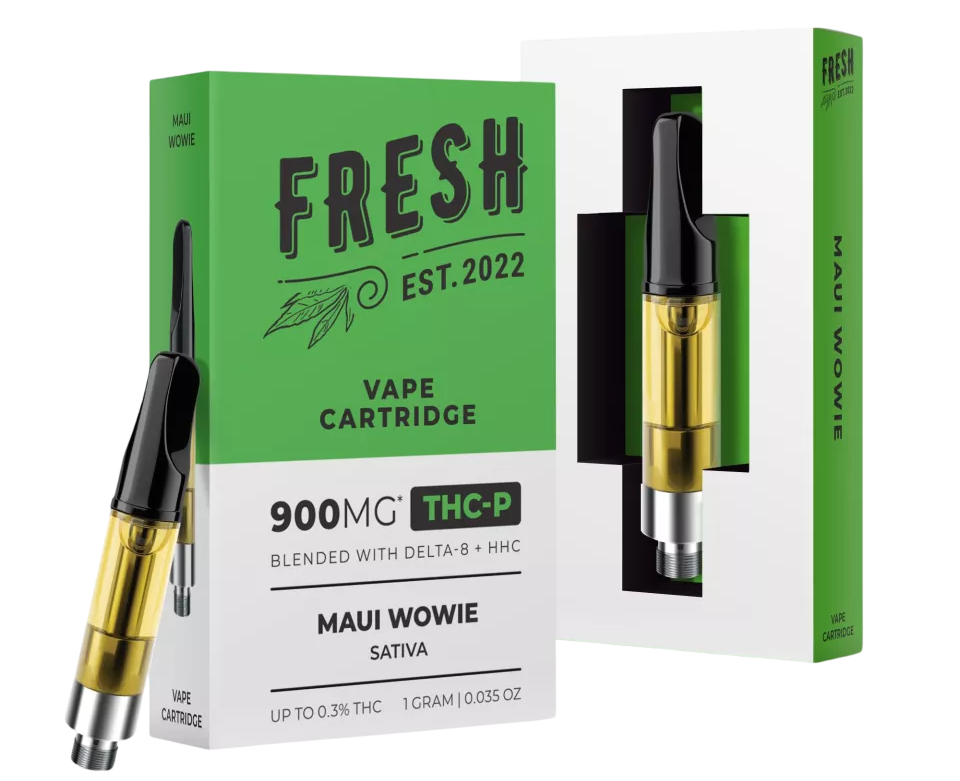 MAUI
WOWIE
VAPE
CARTRIDGE
FRESH
EST. 2022
VAPE
CARTRIDGE
900MG* THC-P
BLENDED WITH DELTA-8 + HHC
MAUI WOWIE
SATIVA
UP TO 0.3% THC 1 GRAM | 0.035 OZ
FRESH
EST. 2022
MAUI WOWIE
VAPE
CARTRIDGE